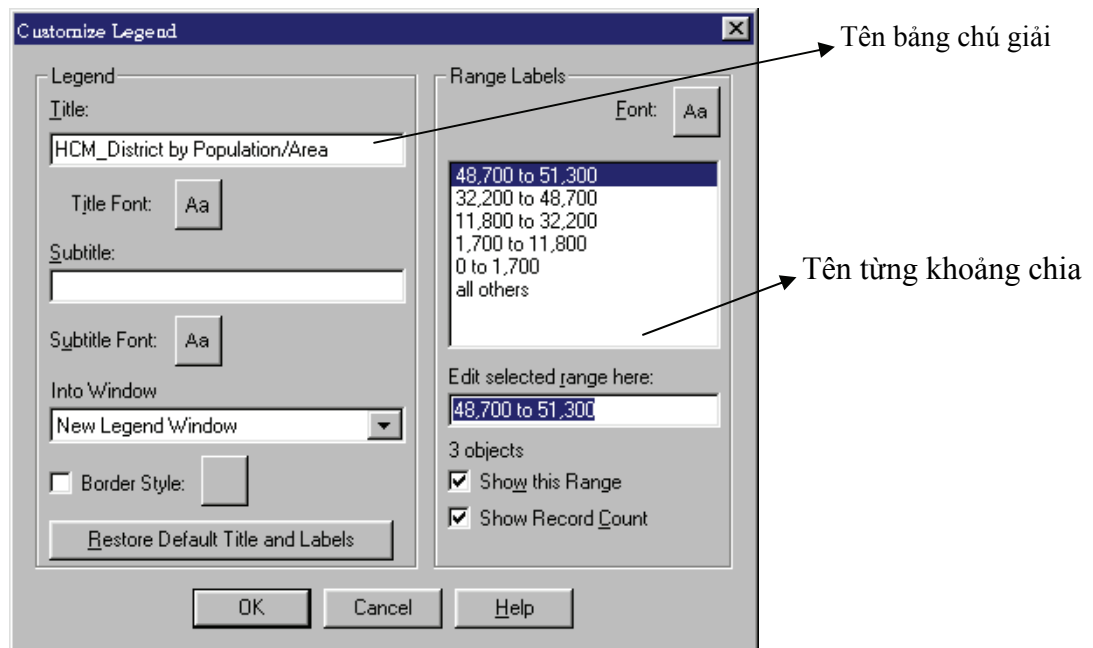 Customize Legend
Tên bảng chú giải
Legend
Title:
HCM_District by Population/Area
Title Font: Aa
Subtitle:
Subtitle Font: Aa
Into Window
New Legend Window
Border Style:
Restore Default Title and Labels
Range Labels
Font: Aa
48,700 to 51,300
32,200 to 48,700
11,800 to 32,200
1,700 to 11,800
0 to 1,700
all others
Tên từng khoảng chia
Edit selected range here:
48,700 to 51,300
3 objects
Show this Range
Show Record Count
OK
Cancel
Help